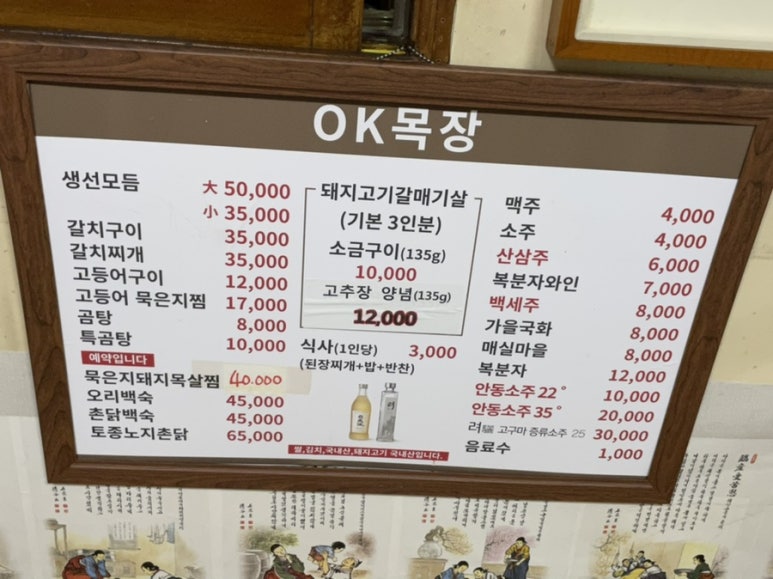 OK목장
생선모듬 大 50,000
小 35,000
갈치구이 35,000
갈치찌개 35,000
고등어구이 12,000
고등어 묵은지찜 17,000
곰탕 8,000
특곰탕 10,000
예약입니다
묵은지돼지목살찜 40.000
오리백숙 45,000
촌닭백숙 45,000
토종노지촌닭 65,000
돼지고기갈매기살
(기본 3인분)
소금구이(135g)
10,000
고추장 양념(135g)
12,000
식사(1인당) 3,000
(된장찌개+밥+반찬)
쌀,김치,국내산,돼지고기 국내산입니다.
맥주 4,000
소주 4,000
산삼주 6,000
복분자와인 7,000
백세주 8,000
가을국화 8,000
매실마을 8,000
복분자 12,000
안동소주 22° 10,000
안동소주 35° 20,000
려驪 고구마 증류소주 25 30,000
음료수 1,000